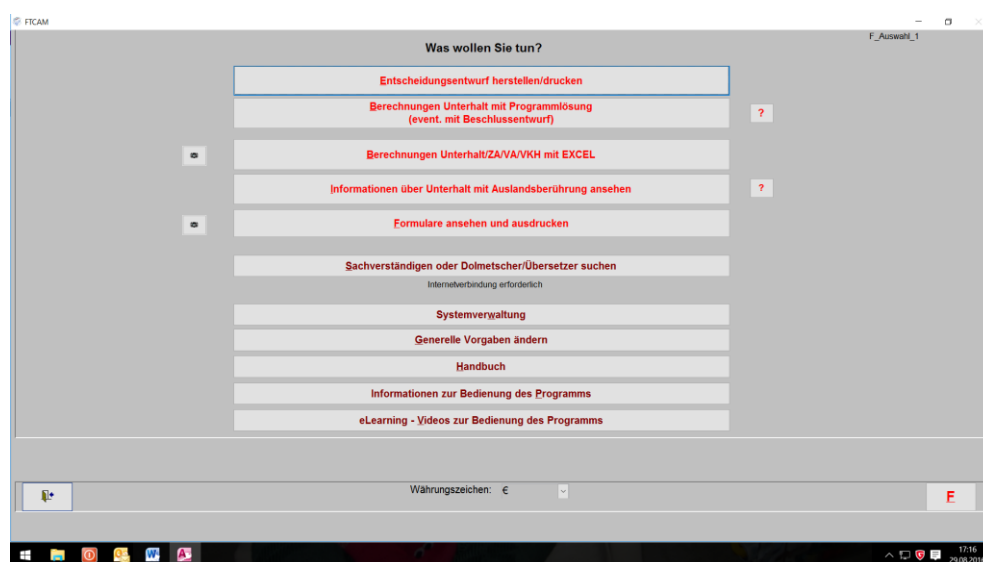 FTCAM
F_Auswahl_1
Was wollen Sie tun?
Entscheidungsentwurf herstellen/drucken
Berechnungen Unterhalt mit Programmlösung
(event. mit Beschlussentwurf)
?
Berechnungen Unterhalt/ZA/VA/VKH mit EXCEL
Informationen über Unterhalt mit Auslandsberührung ansehen
?
Formulare ansehen und ausdrucken
Sachverständigen oder Dolmetscher/Übersetzer suchen
Internetverbindung erforderlich
Systemverwaltung
Generelle Vorgaben ändern
Handbuch
Informationen zur Bedienung des Programms
eLearning - Videos zur Bedienung des Programms
Währungszeichen: €
F
17:16
29.08.2016